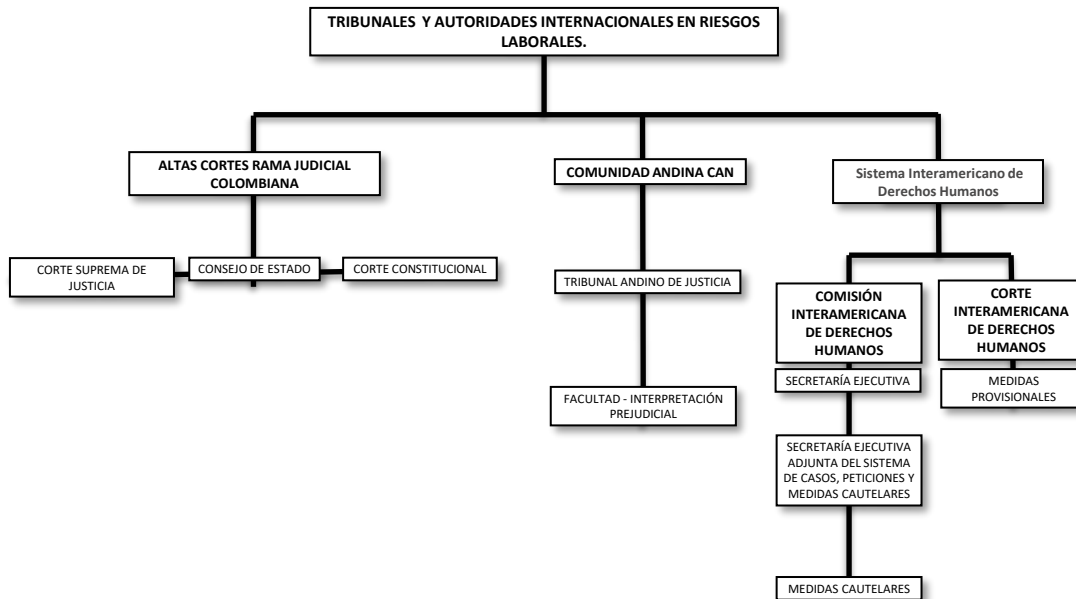 TRIBUNALES Y AUTORIDADES INTERNACIONALES EN RIESGOS
LABORALES.
ALTAS CORTES RAMA JUDICIAL
COLOMBIANA
COMUNIDAD ANDINA CAN
Sistema Interamericano de
Derechos Humanos
CORTE SUPREMA DE
JUSTICIA
CONSEJO DE ESTADO
CORTE CONSTITUCIONAL
TRIBUNAL ANDINO DE JUSTICIA
COMISIÓN
INTERAMERICANA
DE DERECHOS
HUMANOS
CORTE
INTERAMERICANA
DE DERECHOS
HUMANOS
SECRETARÍA EJECUTIVA
MEDIDAS
PROVISIONALES
FACULTAD - INTERPRETACIÓN
PREJUDICIAL
SECRETARÍA EJECUTIVA
ADJUNTA DEL SISTEMA
DE CASOS, PETICIONES Y
MEDIDAS CAUTELARES
MEDIDAS CAUTELARES